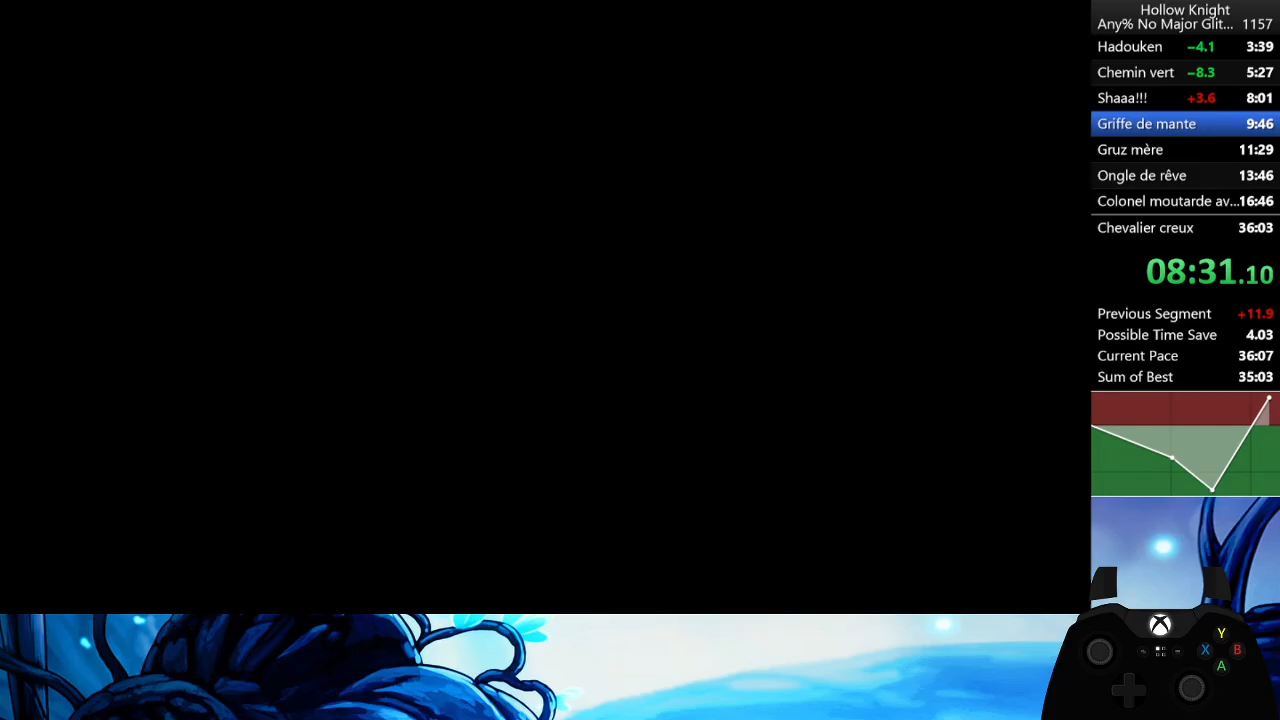 Hollow Knight
Any% No Major Glit... 1157
Hadouken −4.1 3:39
Chemin vert −8.3 5:27
Shaaa!!! +3.6 8:01
Griffe de mante 9:46
Gruz mère 11:29
Ongle de rêve 13:46
Colonel moutarde av... 16:46
Chevalier creux 36:03
08:31.10
Previous Segment +11.9
Possible Time Save 4.03
Current Pace 36:07
Sum of Best 35:03
Y
X B
A